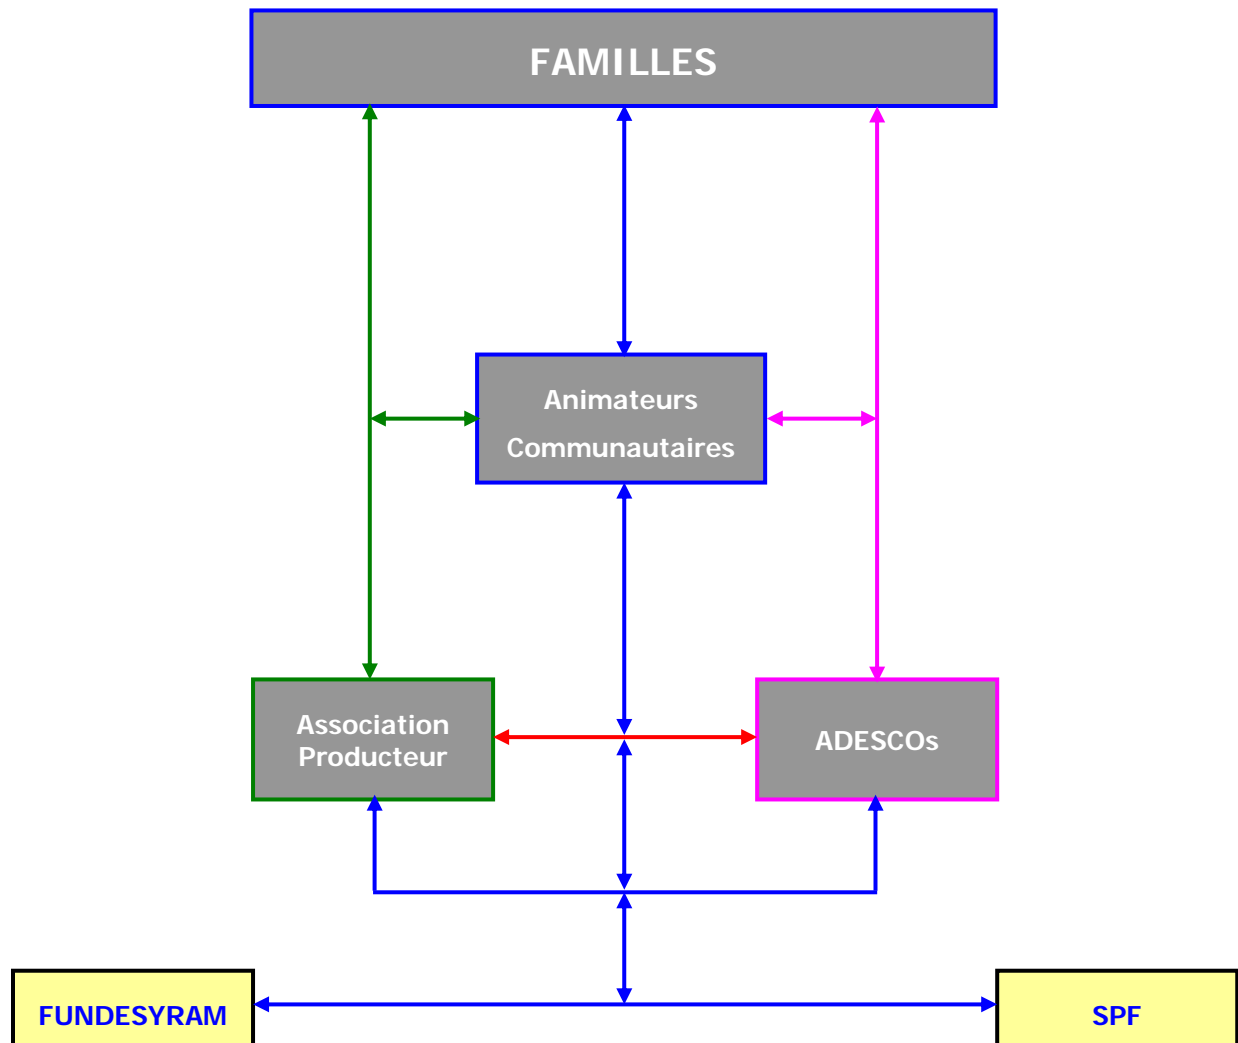 FAMILLES
Animateurs
Communautaires
Association
Producteur
ADESCOs
FUNDESYRAM
SPF